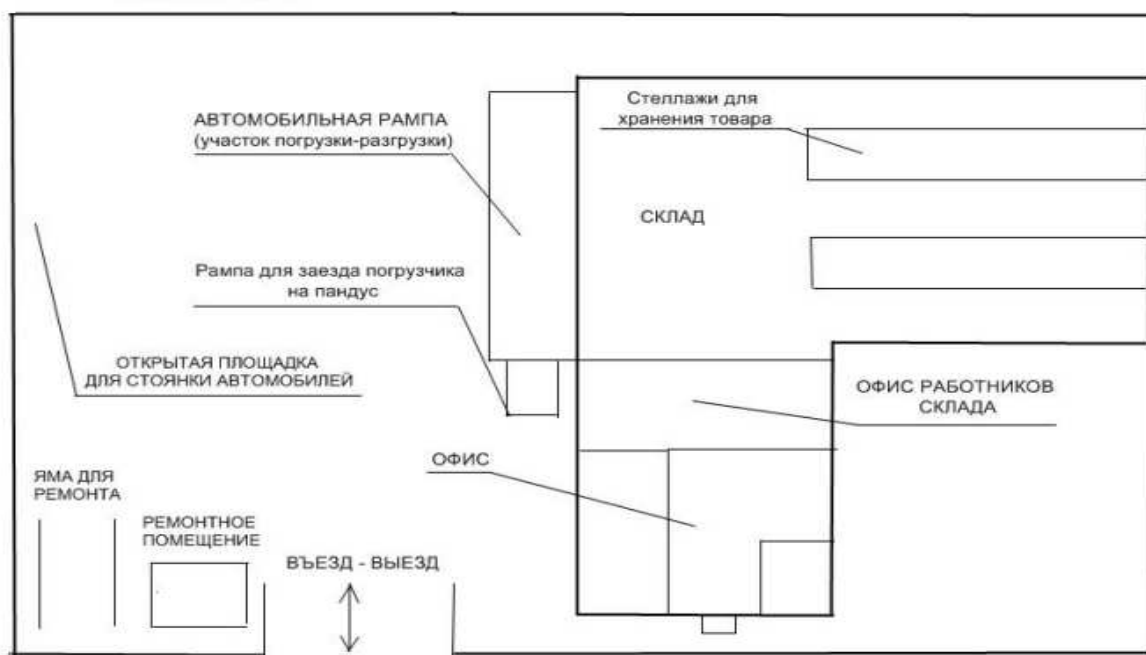 Стеллажи для
хранения товара
АВТОМОБИЛЬНАЯ РАМПА
(участок погрузки-разгрузки)
СКЛАД
Рампа для заезда погрузчика
на пандус
ОТКРЫТАЯ ПЛОЩАДКА
ДЛЯ СТОЯНКИ АВТОМОБИЛЕЙ
ОФИС РАБОТНИКОВ
СКЛАДА
ОФИС
ЯМА ДЛЯ
РЕМОНТА
РЕМОНТНОЕ
ПОМЕЩЕНИЕ
ВЪЕЗД - ВЫЕЗД